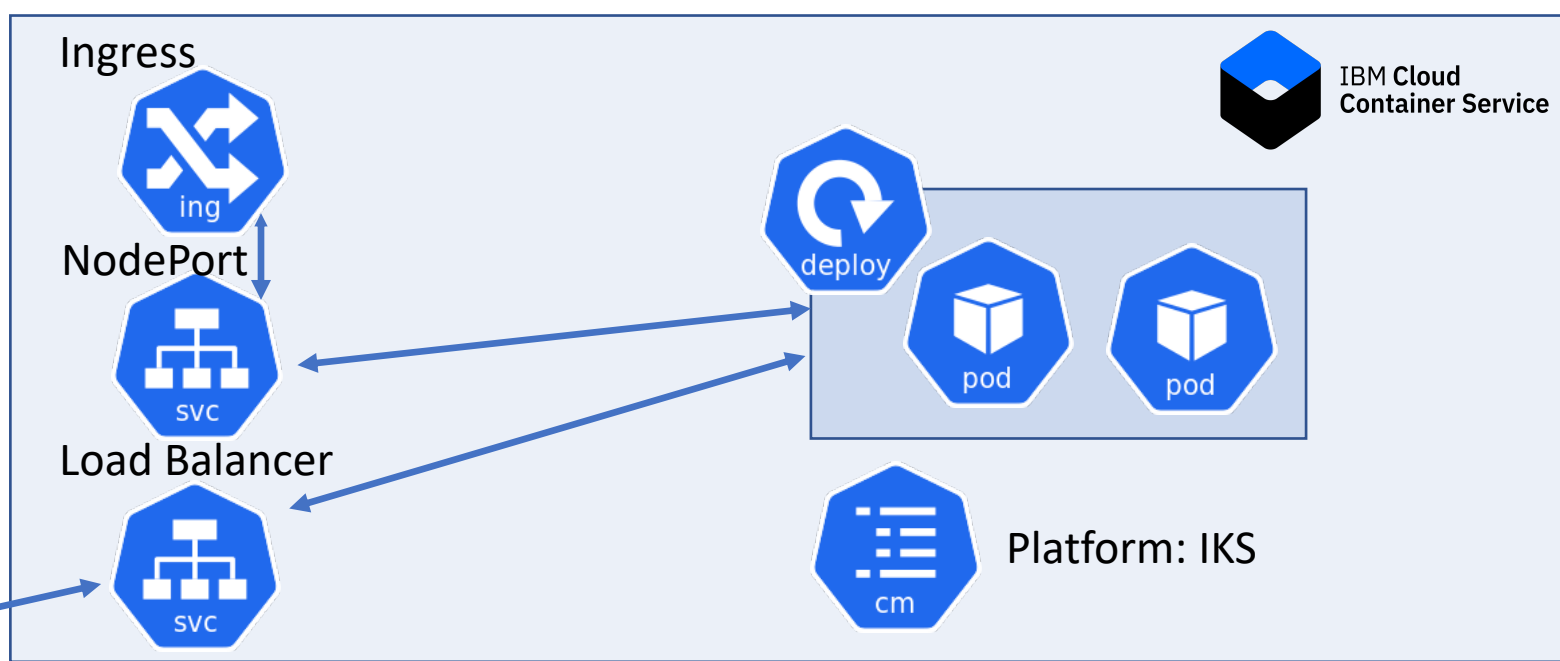 Ingress
ing
NodePort
svc
Load Balancer
svc
IBM Cloud
Container Service
deploy
pod
pod
cm
Platform: IKS